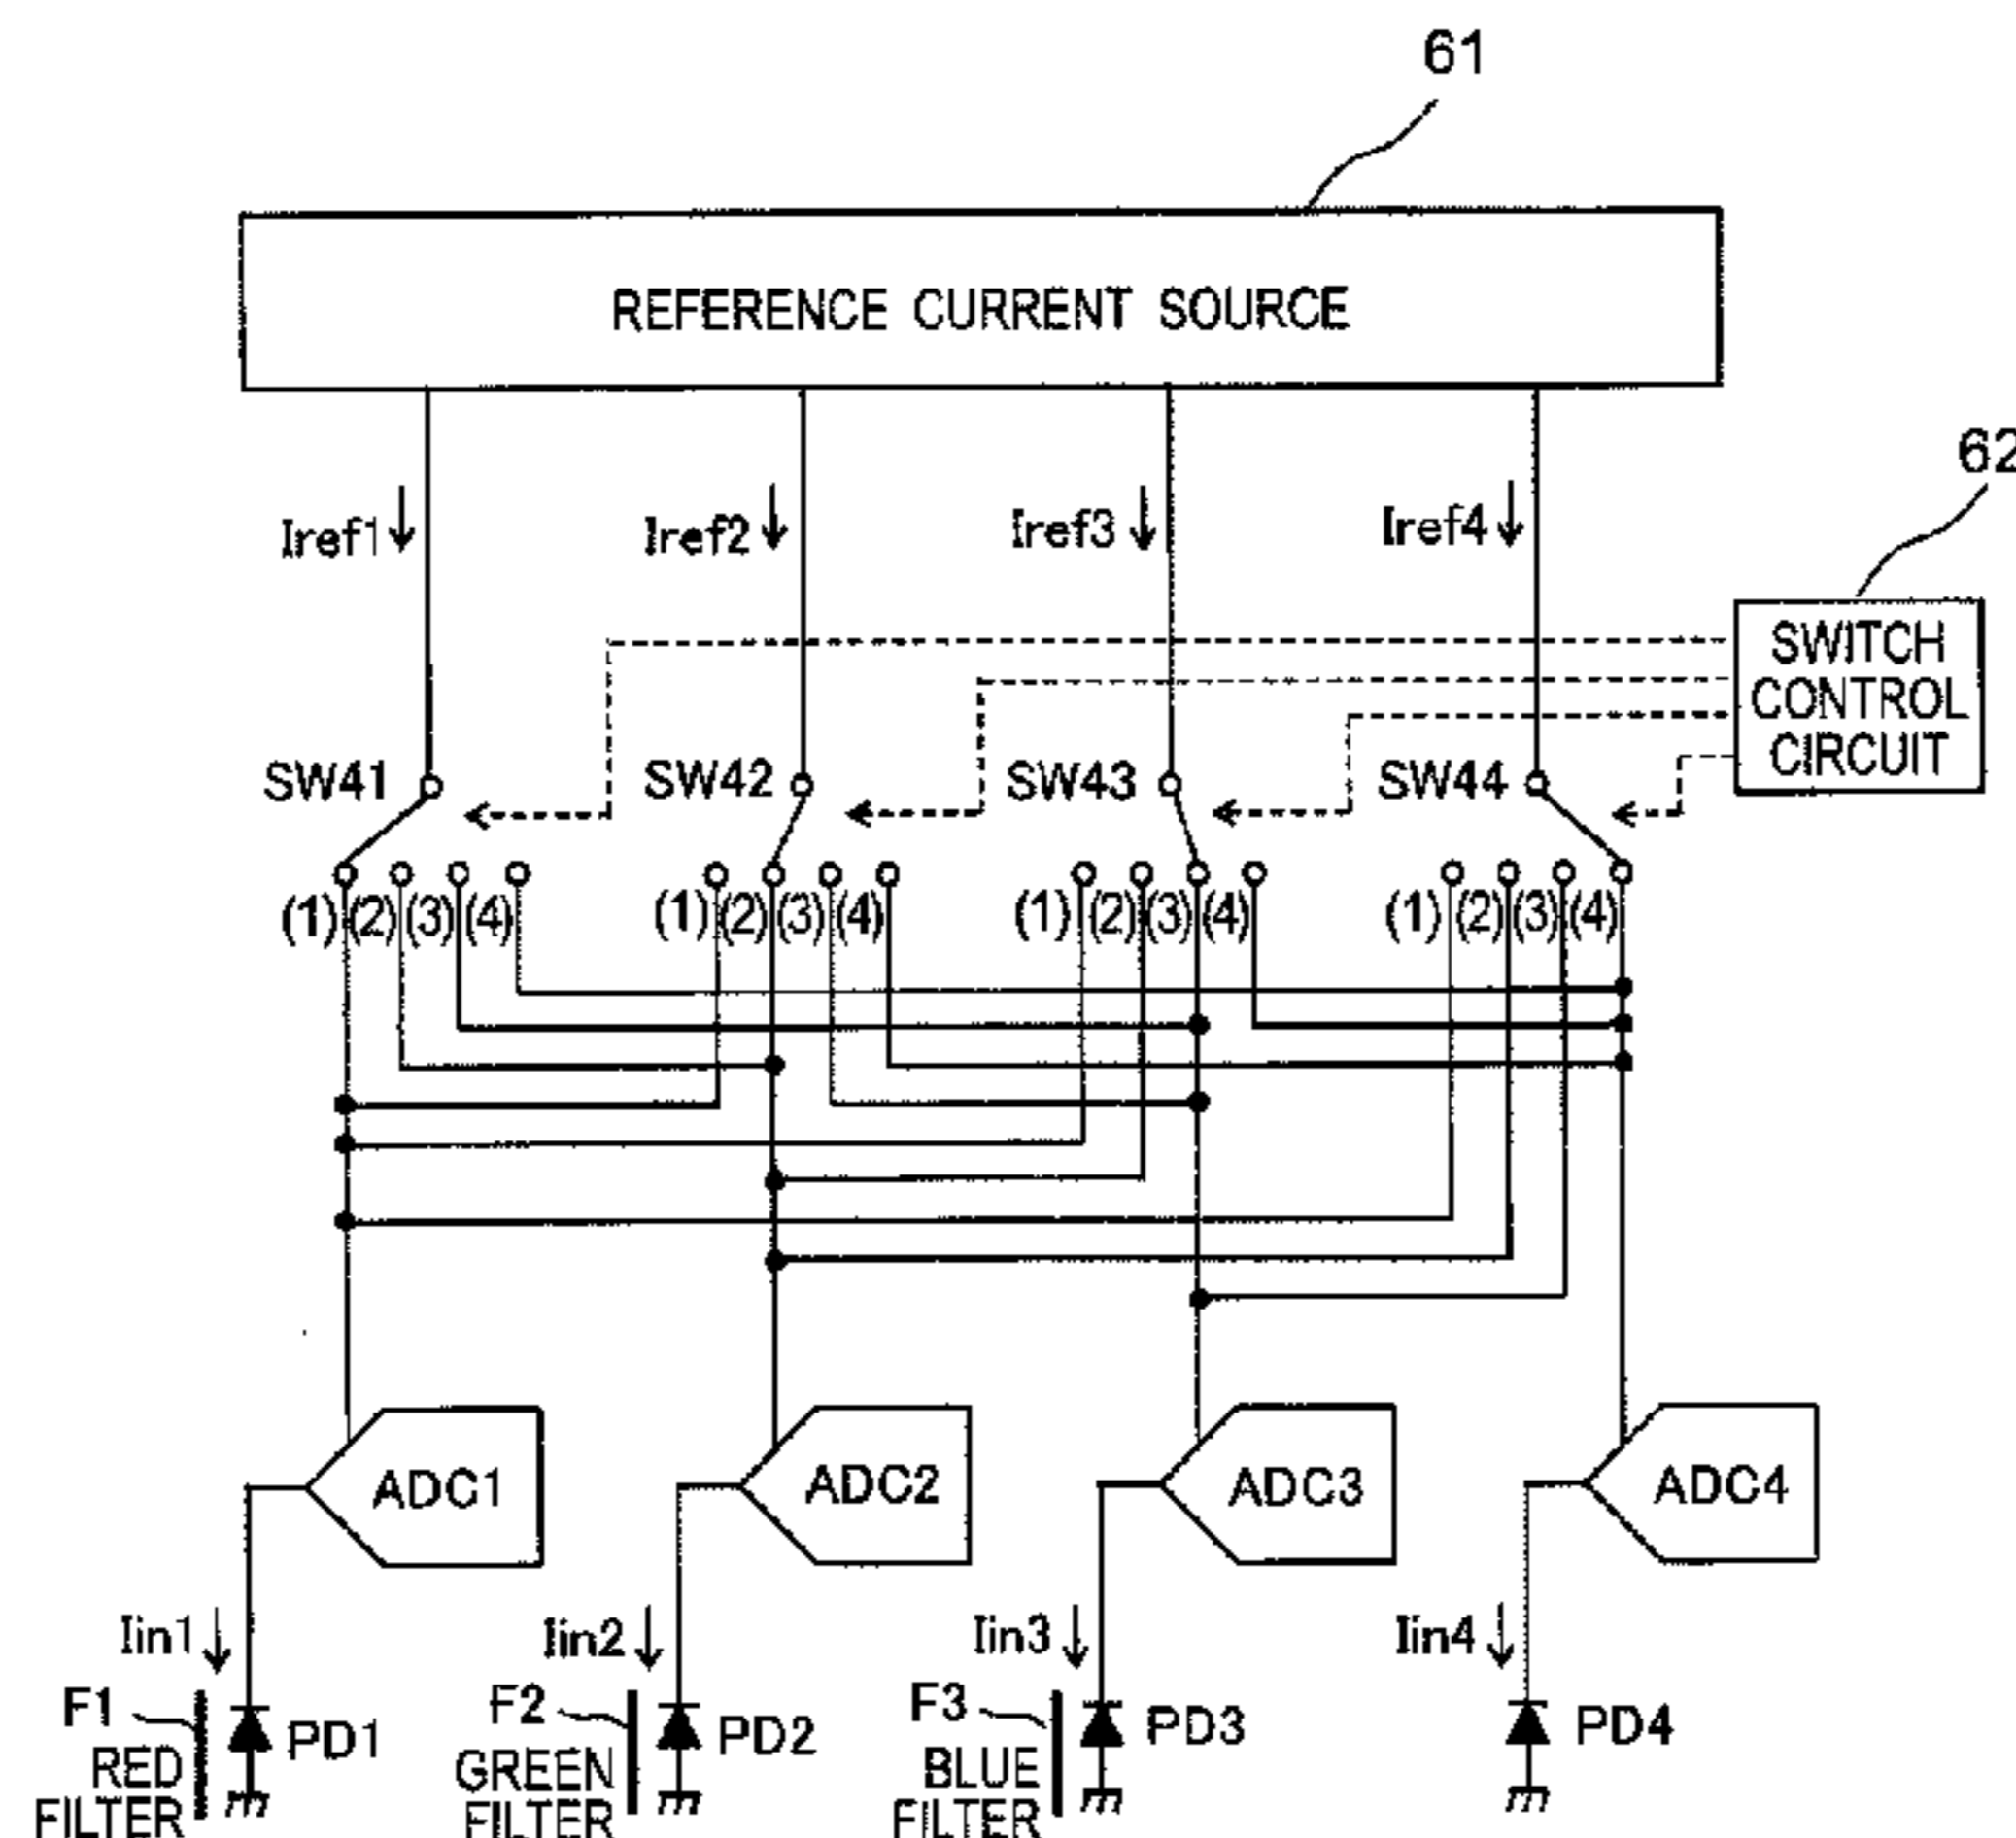 61
REFERENCE CURRENT SOURCE
62
Iref1 Iref2 Iref3 Iref4
SWITCH
CONTROL
CIRCUIT
SW41 SW42 SW43 SW44
(1) (2) (3) (4) (1) (2) (3) (4) (1) (2) (3) (4) (1) (2) (3) (4)
ADC1 ADC2 ADC3 ADC4
Iin1 Iin2 Iin3 Iin4
F1 PD1 F2 PD2 F3 PD3 PD4
RED GREEN BLUE
FILTER FILTER FILTER